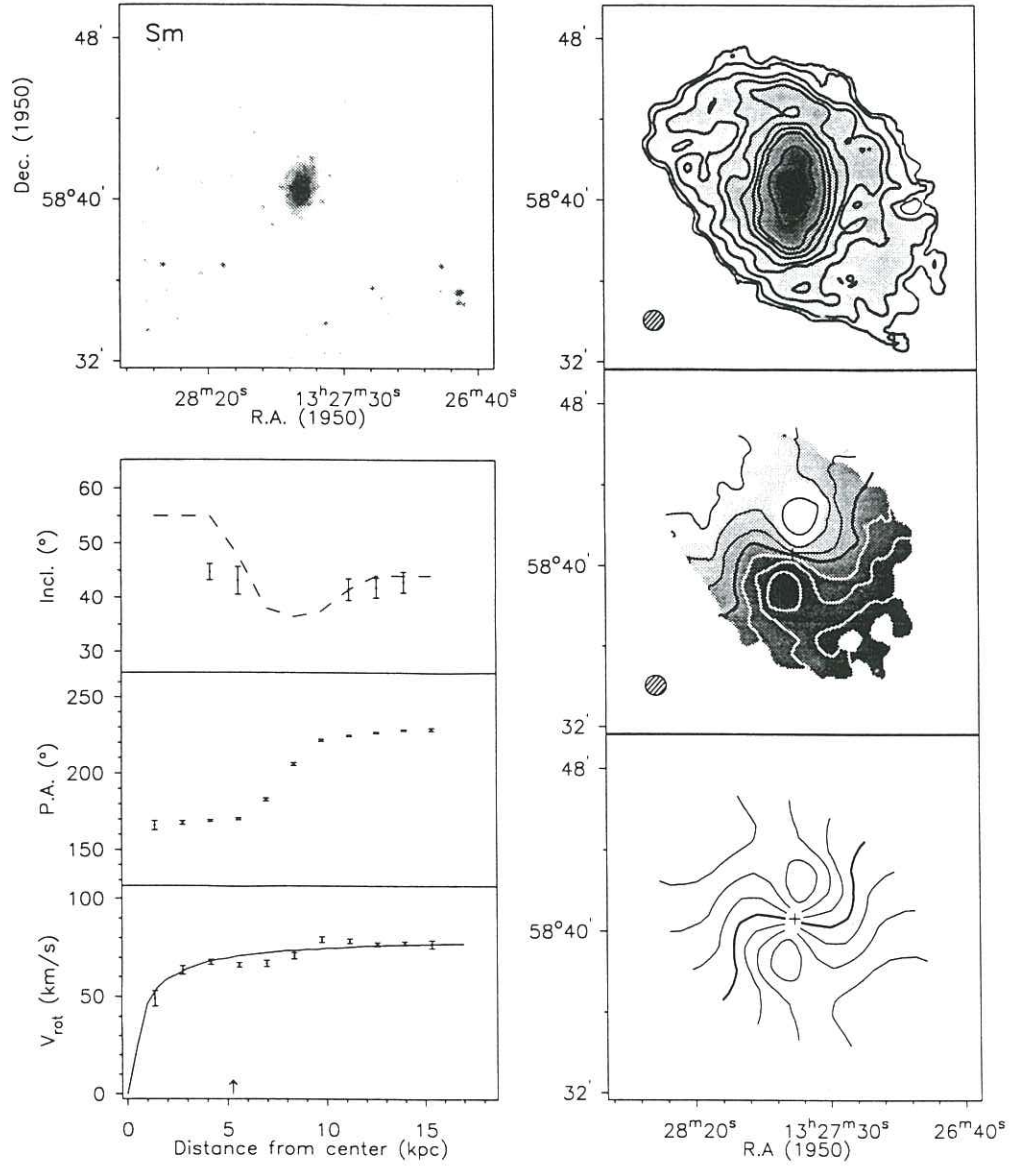 Sm
Dec. (1950)
48'
58°40'
32'
28ᵐ20ˢ 13ʰ27ᵐ30ˢ 26ᵐ40ˢ
R.A. (1950)
48'
58°40'
32'
48'
58°40'
32'
48'
58°40'
32'
28ᵐ20ˢ 13ʰ27ᵐ30ˢ 26ᵐ40ˢ
R.A (1950)
Incl. (°)
60
50
40
30
P.A. (°)
250
200
150
V_rot (km/s)
100
50
0
0 5 10 15
Distance from center (kpc)